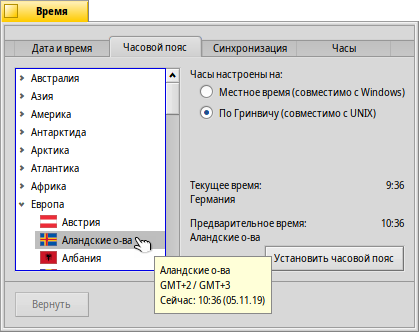 Время
Дата и время
Часовой пояс
Синхронизация
Часы
Австралия
Азия
Америка
Антарктида
Арктика
Атлантика
Африка
Европа
Австрия
Аландские о-ва
Албания
Часы настроены на:
Местное время (совместимо с Windows)
По Гринвичу (совместимо с UNIX)
Текущее время: 9:36
Германия
Предварительное время: 10:36
Аландские о-ва
Установить часовой пояс
Аландские о-ва
GMT+2 / GMT+3
Сейчас: 10:36 (05.11.19)
Вернуть